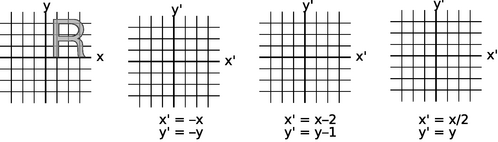 y
R
x
y'
x'
x' = –x
y' = –y
y'
x'
x' = x–2
y' = y–1
y'
x'
x' = x/2
y' = y